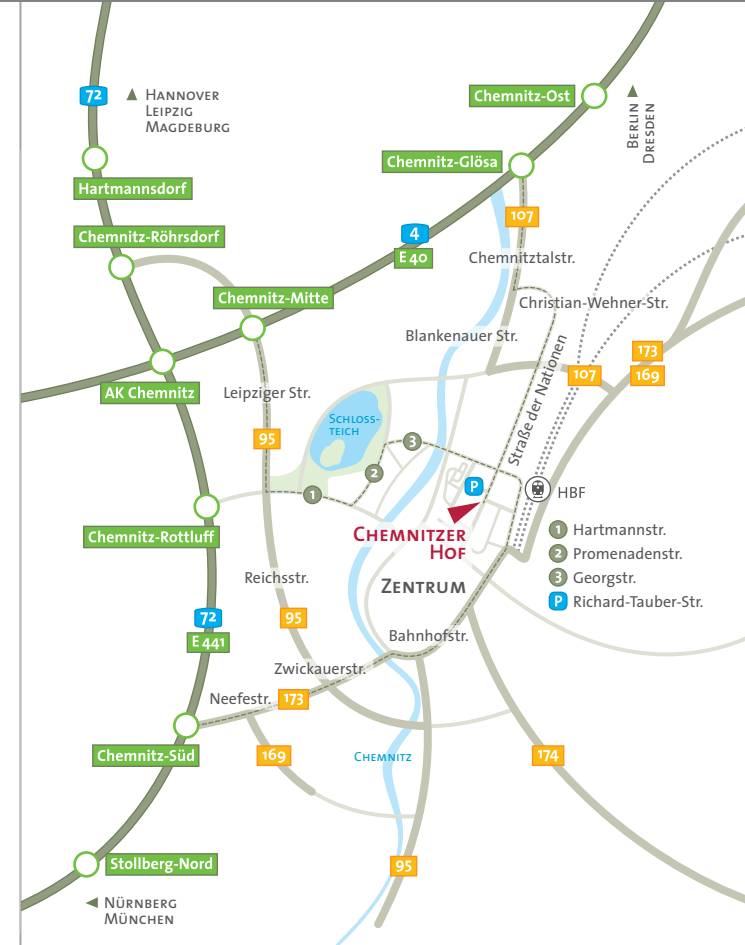 72
HANNOVER
LEIPZIG
MAGDEBURG
Chemnitz-Ost
BERLIN
DRESDEN
Hartmannsdorf
Chemnitz-Glösa
107
Chemnitz-Röhrsdorf
4
E 40
Chemnitztalstr.
Chemnitz-Mitte
Christian-Wehner-Str.
Blankenauer Str.
Straße der Nationen
173
169
107
AK Chemnitz
Leipziger Str.
SCHLOSS-
TEICH
95
3
2
1
P
HBF
CHEMNITZER
HOF
Chemnitz-Rottluff
1 Hartmannstr.
2 Promenadenstr.
3 Georgstr.
P Richard-Tauber-Str.
Reichsstr.
ZENTRUM
72
E 441
95
Bahnhofstr.
Zwickauerstr.
Neefestr.
173
Chemnitz-Süd
169
CHEMNITZ
174
Stollberg-Nord
95
NÜRNBERG
MÜNCHEN